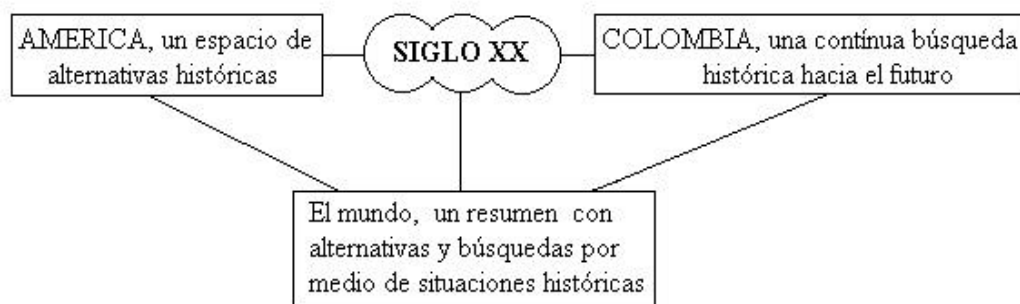 AMERICA, un espacio de
alternativas históricas
SIGLO XX
COLOMBIA, una contínua búsqueda
histórica hacia el futuro
El mundo, un resumen con
alternativas y búsquedas por
medio de situaciones históricas